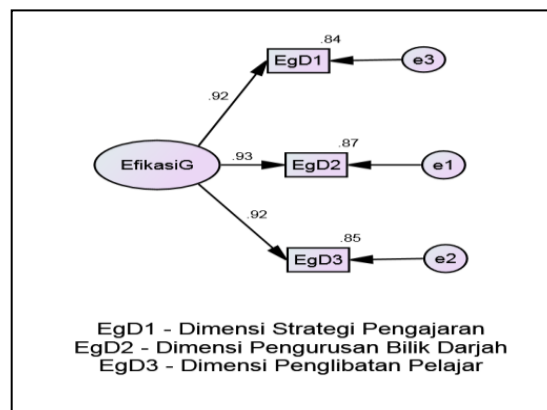 .84
EgD1
e3
.92
.87
EfikasiG
.93
EgD2
e1
.92
.85
EgD3
e2
EgD1 - Dimensi Strategi Pengajaran
EgD2 - Dimensi Pengurusan Bilik Darjah
EgD3 - Dimensi Penglibatan Pelajar